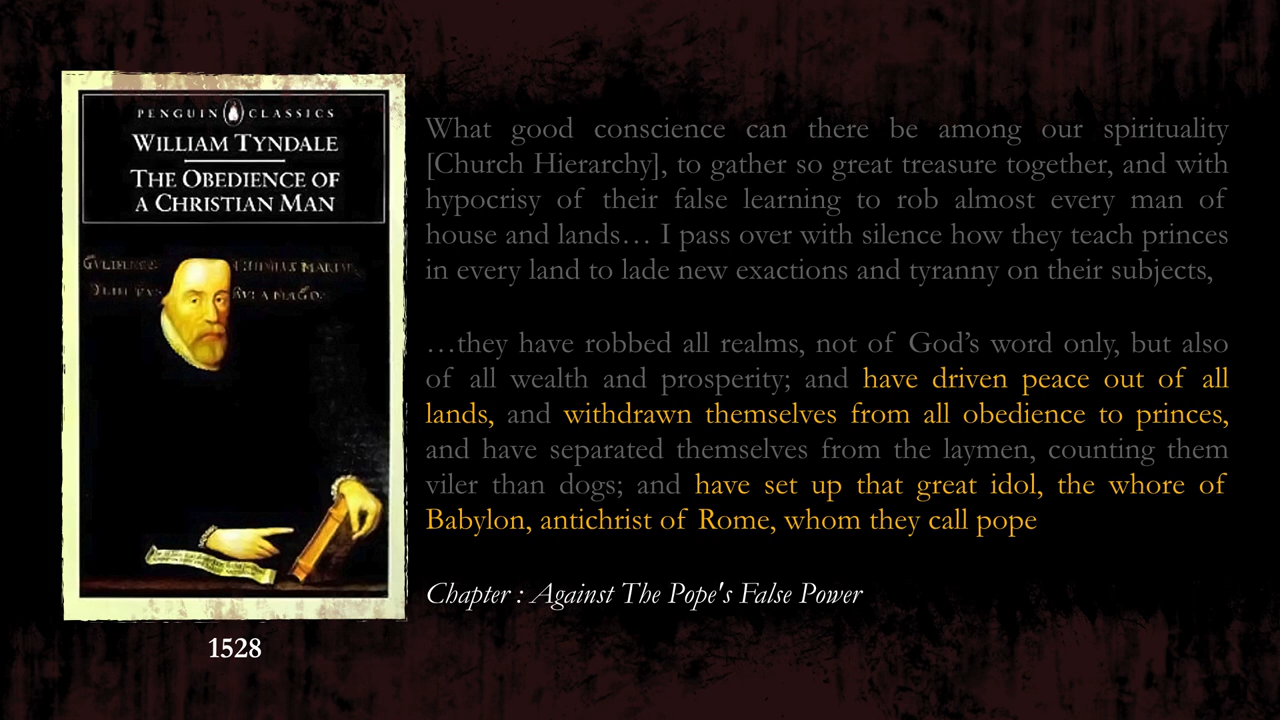 PENGUIN CLASSICS
WILLIAM TYNDALE
THE OBEDIENCE OF
A CHRISTIAN MAN
What good conscience can there be among our spirituality
[Church Hierarchy], to gather so great treasure together, and with
hypocrisy of their false learning to rob almost every man of
house and lands… I pass over with silence how they teach princes
in every land to lade new exactions and tyranny on their subjects,
…they have robbed all realms, not of God’s word only, but also
of all wealth and prosperity; and have driven peace out of all
lands, and withdrawn themselves from all obedience to princes,
and have separated themselves from the laymen, counting them
viler than dogs; and have set up that great idol, the whore of
Babylon, antichrist of Rome, whom they call pope
Chapter : Against The Pope's False Power
1528